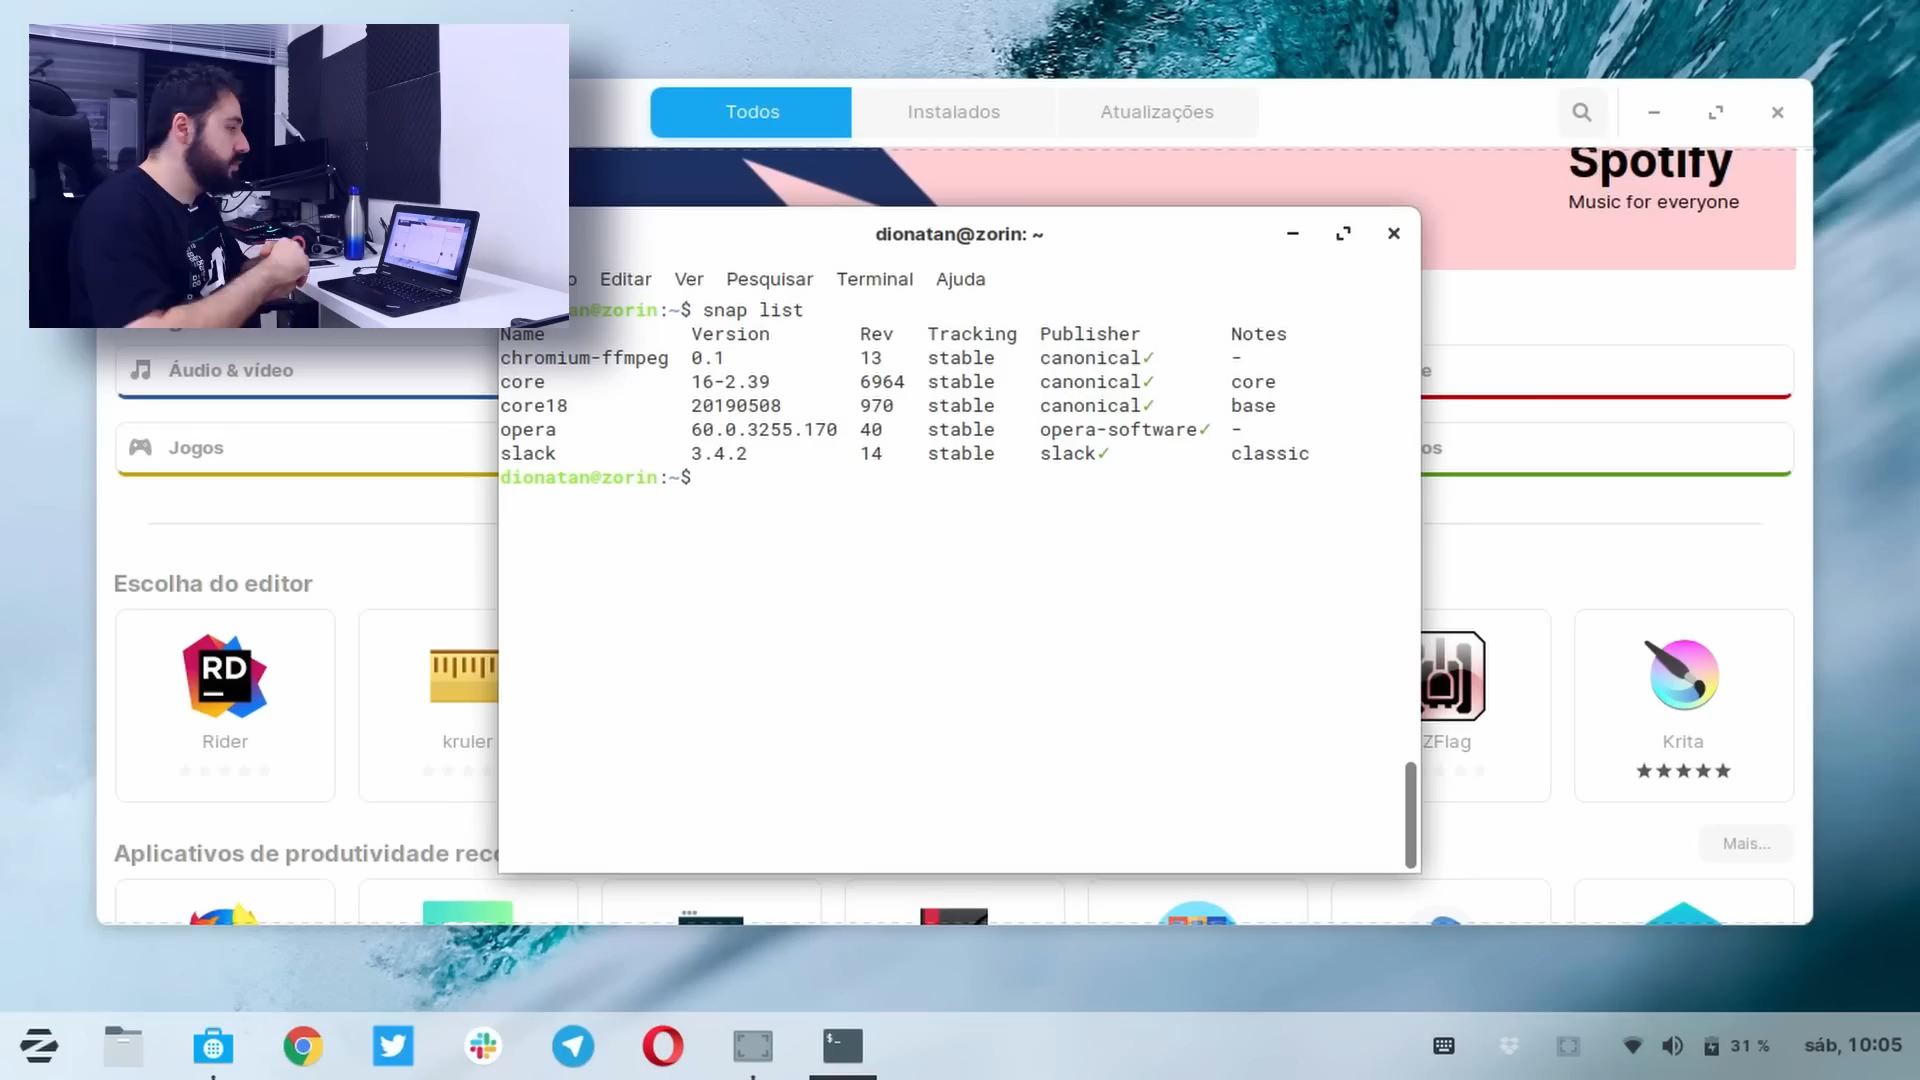 Todos
Instalados
Atualizações
Spotify
Music for everyone
dionatan@zorin: ~
Editar Ver Pesquisar Terminal Ajuda
@zorin:~$ snap list
Name Version Rev Tracking Publisher Notes
chromium-ffmpeg 0.1 13 stable canonical✓ -
core 16-2.39 6964 stable canonical✓ core
core18 20190508 970 stable canonical✓ base
opera 60.0.3255.170 40 stable opera-software✓ -
slack 3.4.2 14 stable slack✓ classic
dionatan@zorin:~$
Áudio & vídeo
Jogos
os
Escolha do editor
RD
Rider
kruler
ZFlag
Krita
Aplicativos de produtividade
Mais...
$_
31 %
sáb, 10:05